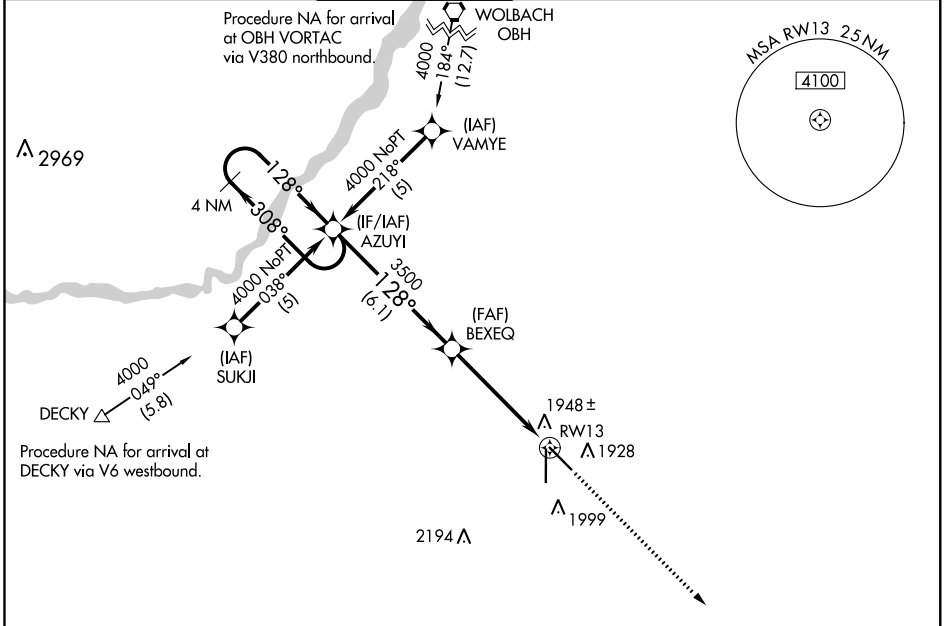 Procedure NA for arrival
at OBH VORTAC
via V380 northbound.
WOLBACH
OBH
4000
184°
(12.7)
MSA RW13 25 NM
4100
2969
(IAF)
VAMYE
4000 NoPT
218°
(5)
128°
4 NM
308°
(IF/IAF)
AZUYI
4000 NoPT
038°
(5)
3500
128°
(6.1)
(FAF)
BEXEQ
(IAF)
SUKJI
4000
049°
(5.8)
DECKY
1948 ±
RW13
1928
Procedure NA for arrival at
DECKY via V6 westbound.
1999
2194